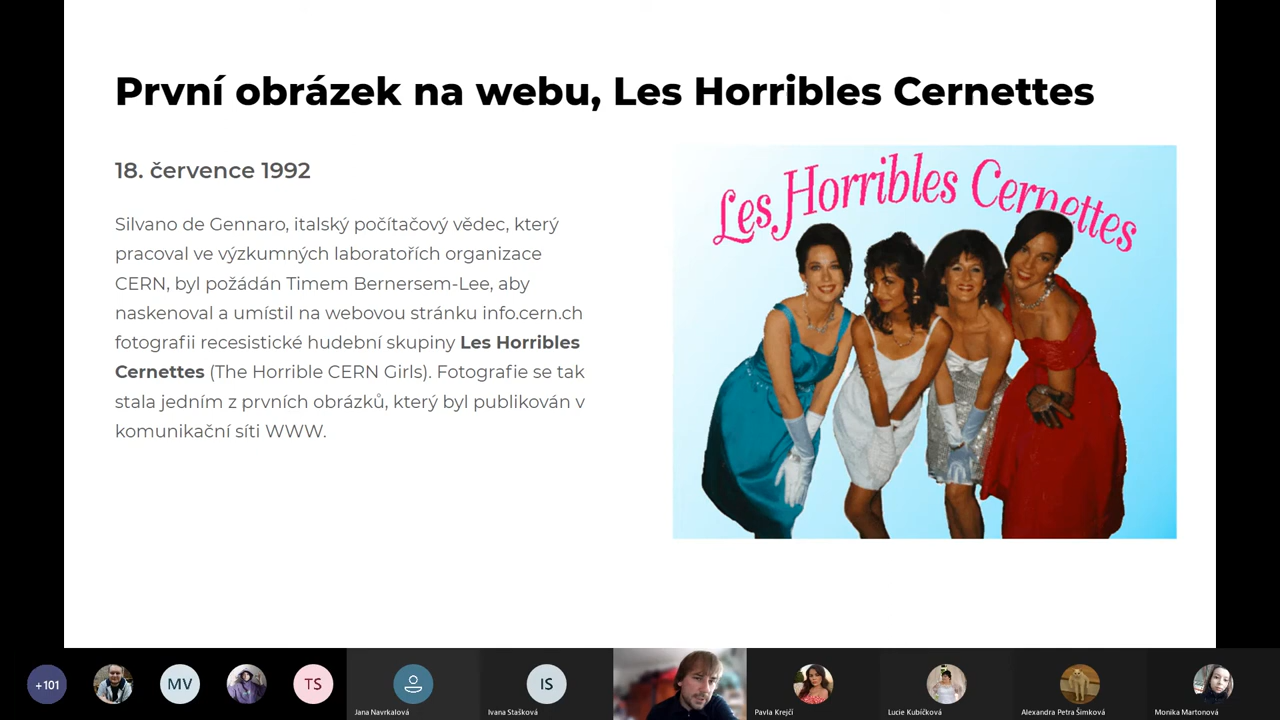 První obrázek na webu, Les Horribles Cernettes
18. července 1992
Silvano de Gennaro, italský počítačový vědec, který
pracoval ve výzkumných laboratořích organizace
CERN, byl požádán Timem Bernersem-Lee, aby
naskenoval a umístil na webovou stránku info.cern.ch
fotografii recesistické hudební skupiny Les Horribles
Cernettes (The Horrible CERN Girls). Fotografie se tak
stala jedním z prvních obrázků, který byl publikován v
komunikační síti WWW.
Les Horribles Cernettes
+101
MV
TS
Jana Navrkalová
IS
Ivana Stašková
Pavla Krejčí
Lucie Kubíčková
Alexandra Petra Šimková
Monika Martonová